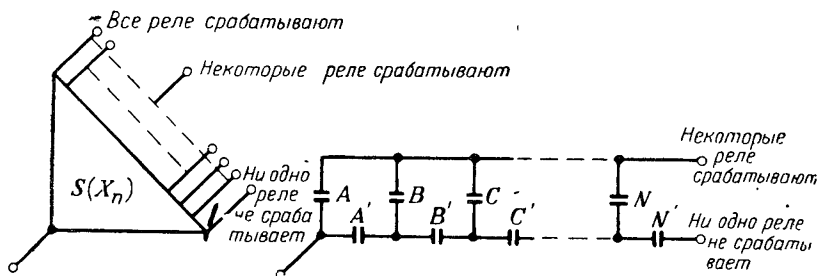 Все реле срабатывают
Некоторые реле срабатывают
Ни одно
реле
не сраба
тывает
S(Xn)
A
A'
B
B'
C
C'
N
N'
Некоторые
реле
срабатывают
Ни одно реле
не срабаты
вает